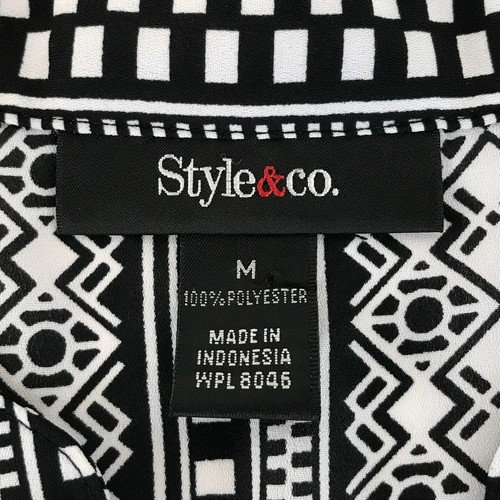 Style&co.
M
100% POLYESTER
MADE IN
INDONESIA
WPL 8046